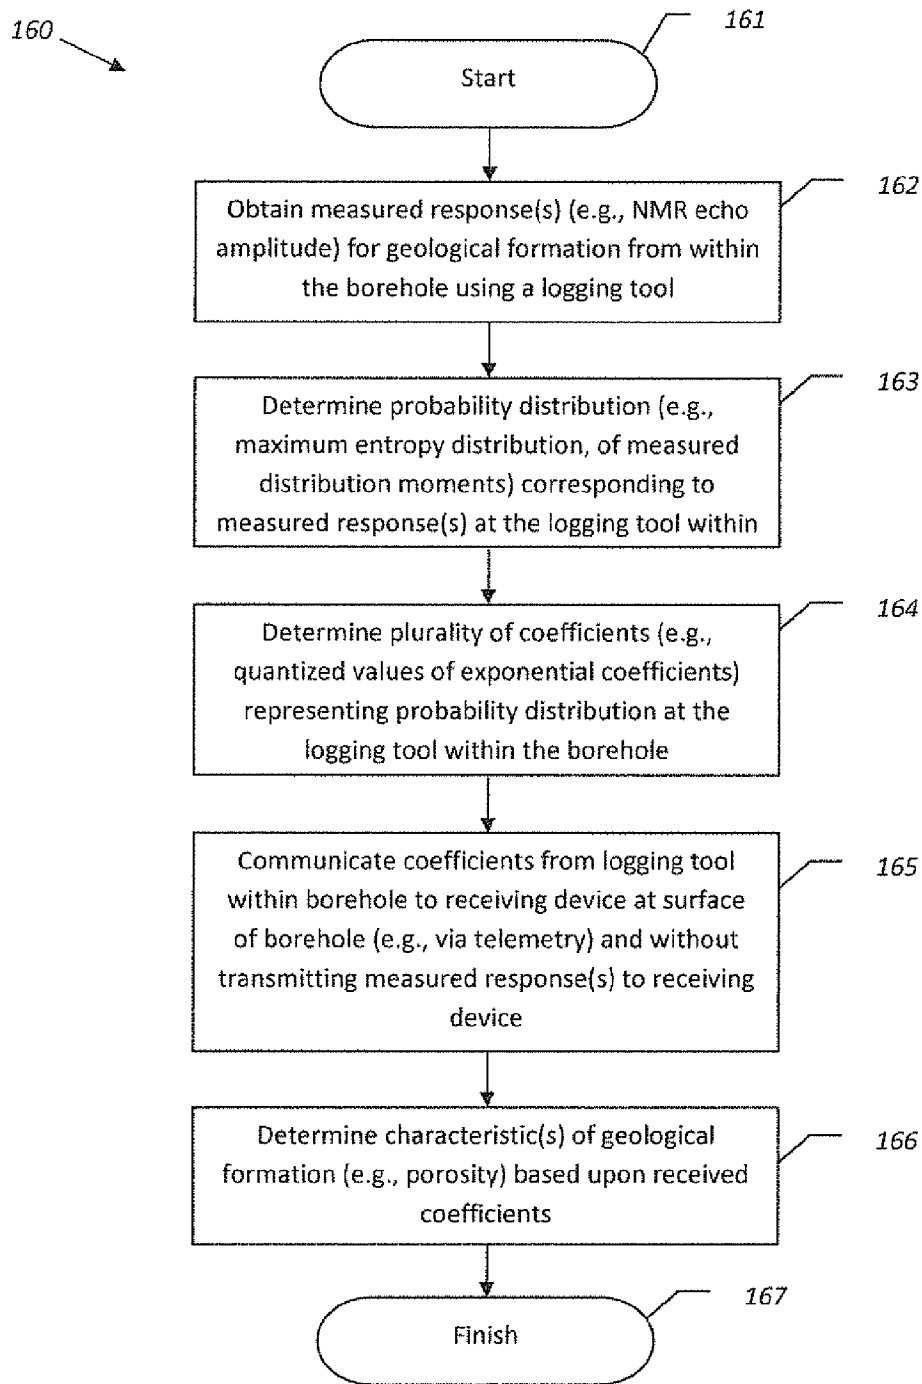 160
161
Start
162
Obtain measured response(s) (e.g., NMR echo
amplitude) for geological formation from within
the borehole using a logging tool
163
Determine probability distribution (e.g.,
maximum entropy distribution, of measured
distribution moments) corresponding to
measured response(s) at the logging tool within
164
Determine plurality of coefficients (e.g.,
quantized values of exponential coefficients)
representing probability distribution at the
logging tool within the borehole
165
Communicate coefficients from logging tool
within borehole to receiving device at surface
of borehole (e.g., via telemetry) and without
transmitting measured response(s) to receiving
device
166
Determine characteristic(s) of geological
formation (e.g., porosity) based upon received
coefficients
167
Finish